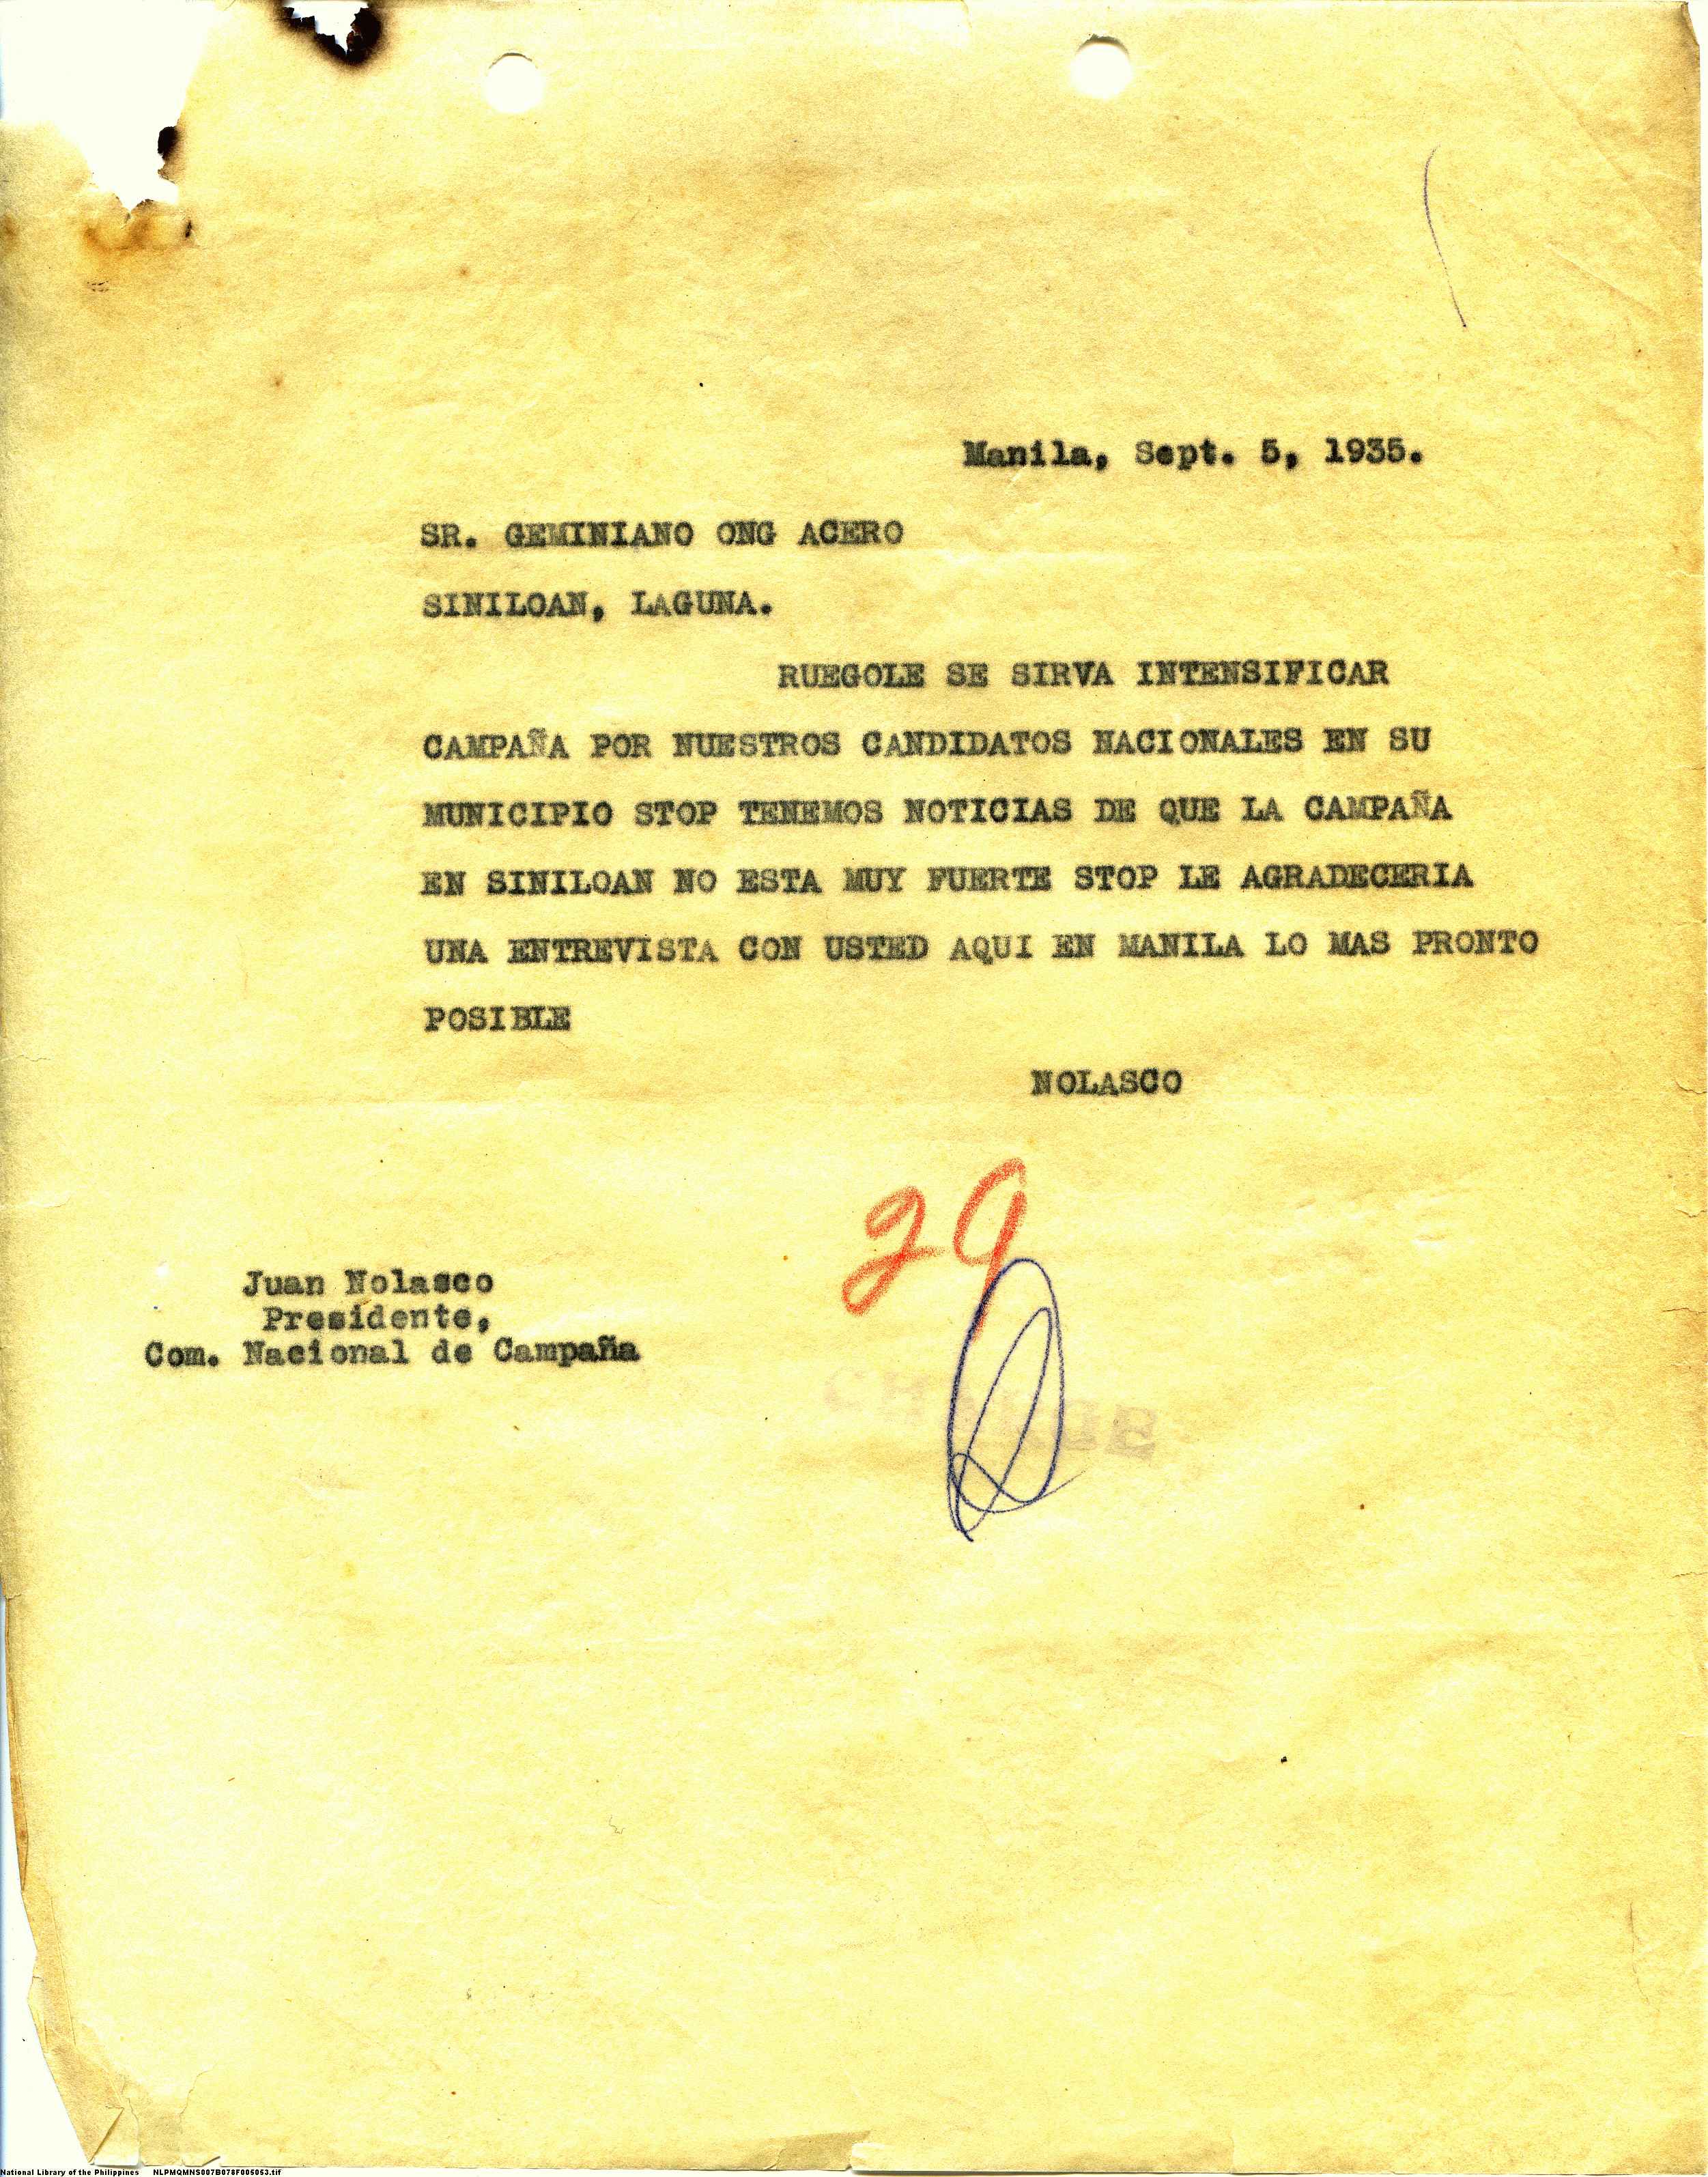 Manila, Sept. 5, 1935.
SR. GEMINIANO ONG ACERO
SINILOAN, LAGUNA.
RUEGOLE SE SIRVA INTENSIFICAR
CAMPAÑA POR NUESTROS CANDIDATOS NACIONALES EN SU
MUNICIPIO STOP TENEMOS NOTICIAS DE QUE LA CAMPAÑA
EN SINILOAN NO ESTA MUY FUERTE STOP LE AGRADECERIA
UNA ENTREVISTA CON USTED AQUI EN MANILA LO MAS PRONTO
POSIBLE
NOLASCO
29
Juan Nolasco
Presidente,
Com. Nacional de Campaña
National Library of the Philippines NLPMQMNS007B078F005053.tif